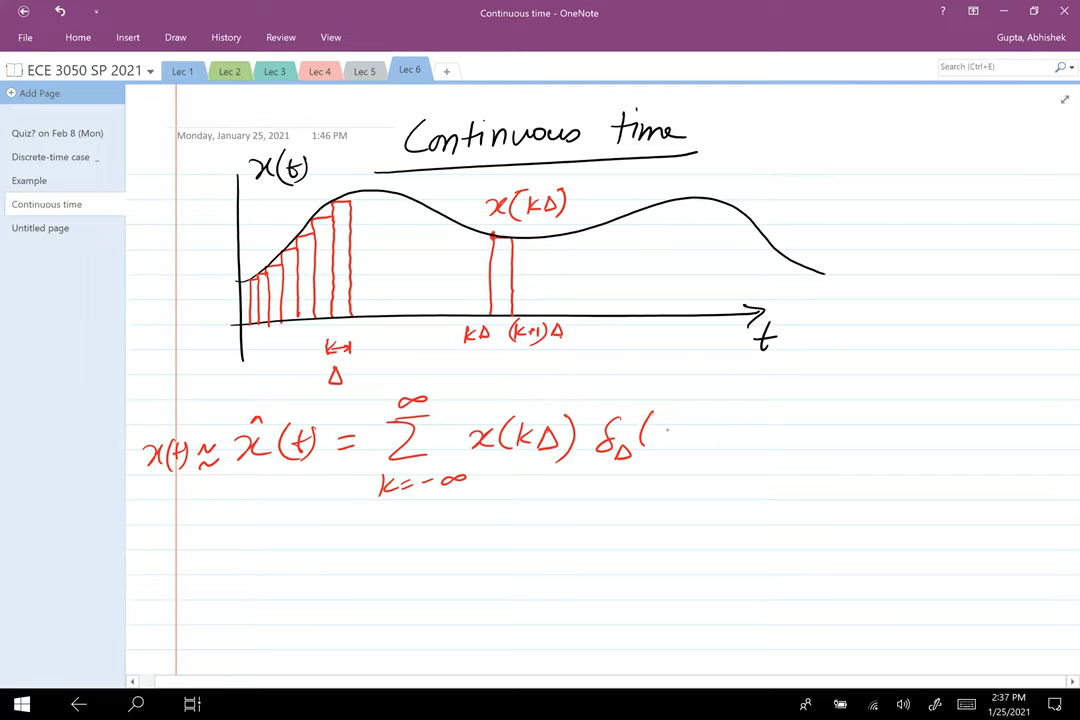 Continuous time - OneNote
?
File Home Insert Draw History Review View
Gupta, Abhishek
ECE 3050 SP 2021
Lec 1 Lec 2 Lec 3 Lec 4 Lec 5 Lec 6 +
Search (Ctrl+E)
Add Page
Quiz? on Feb 8 (Mon)
Discrete-time case _
Example
Continuous time
Untitled page
Monday, January 25, 2021 1:46 PM
Continuous time
x(t)
x[kΔ]
kΔ (k+1)Δ
t
Δ
x(t) ≈ x̂(t) = ∑_{k=-∞}^{∞} x(kΔ) δ_Δ(
2:37 PM
1/25/2021